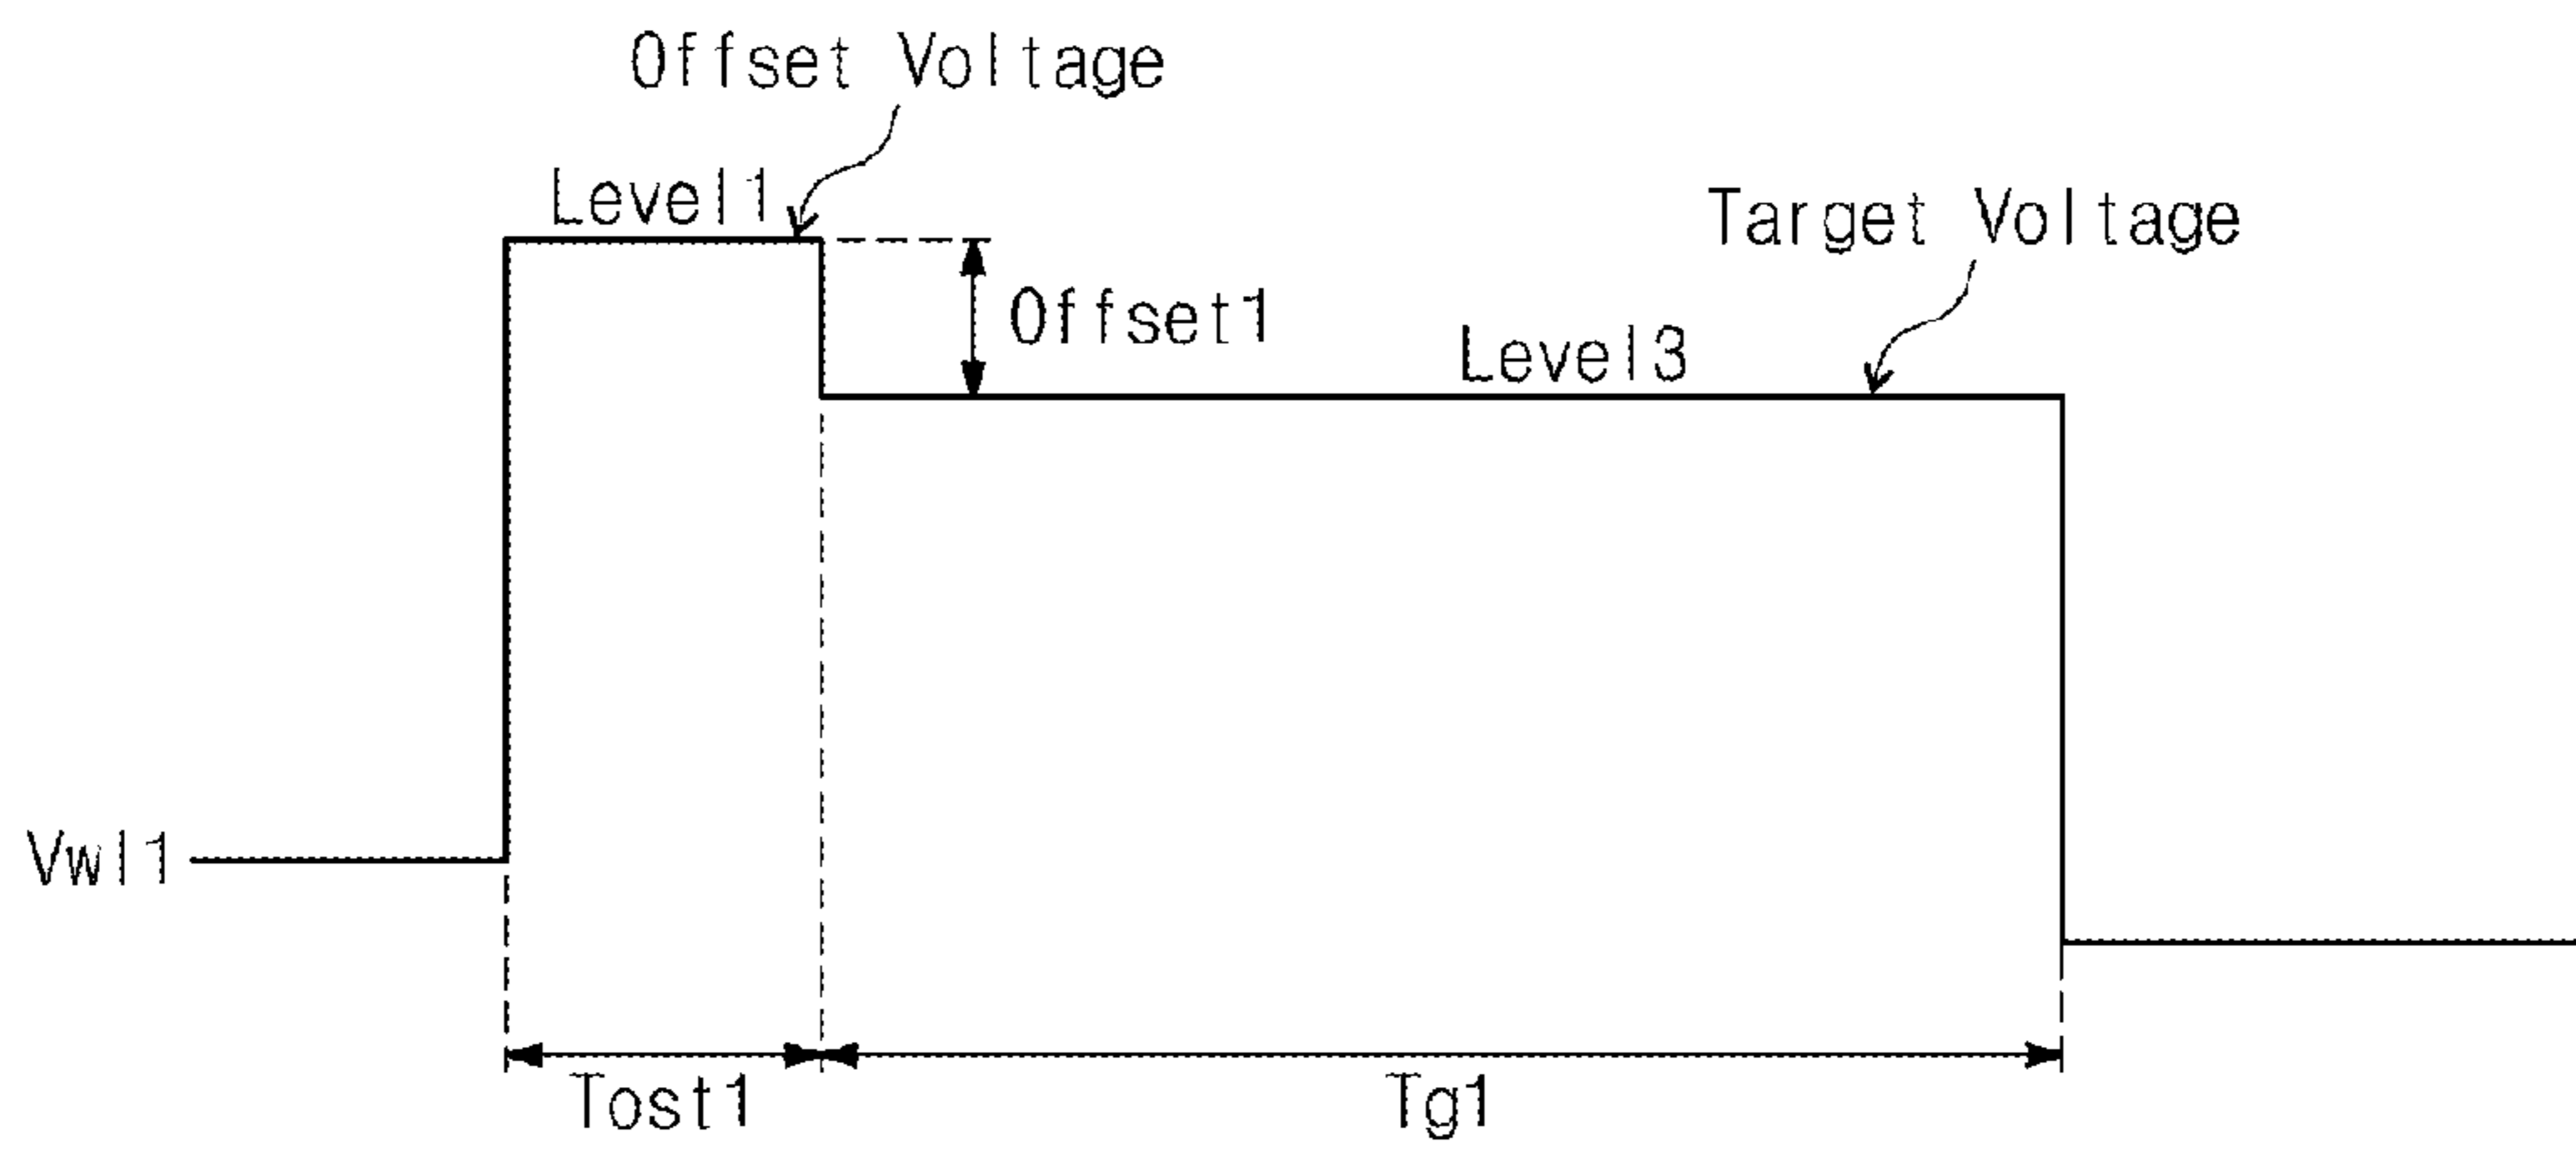 Offset Voltage
Level1
Target Voltage
Offset1
Level3
Vwl1
Tost1
Tg1